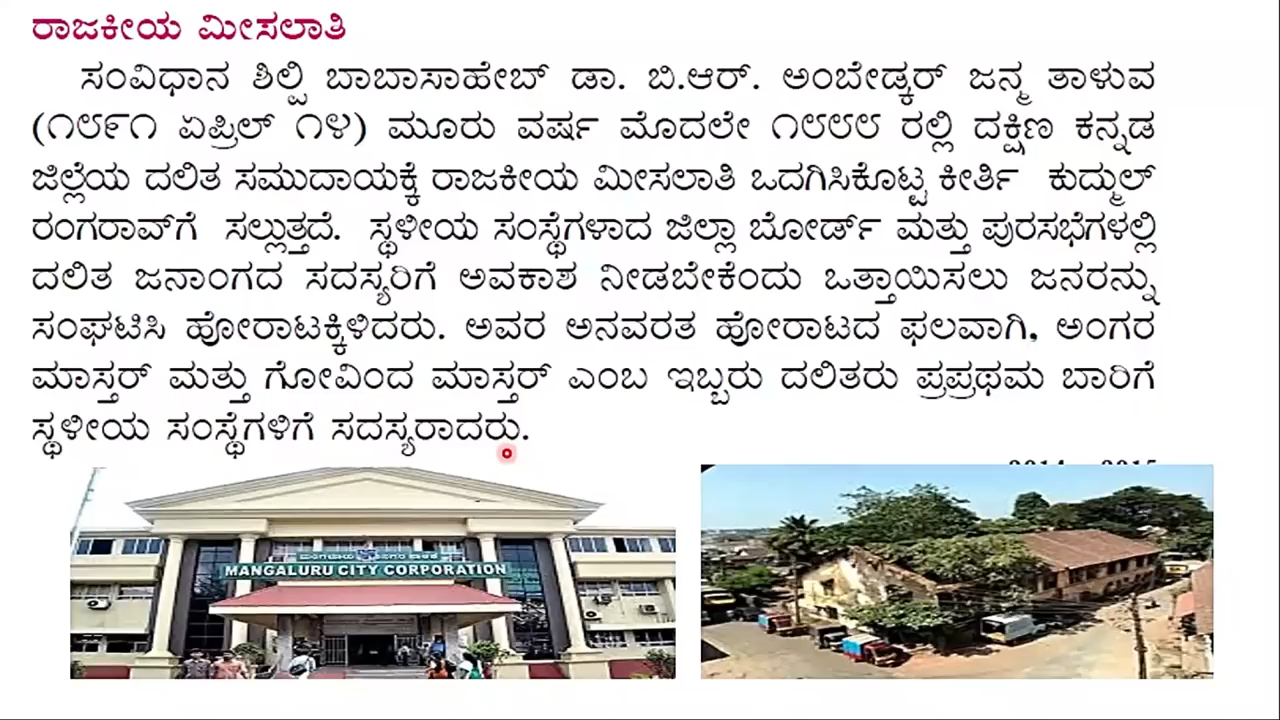 ರಾಜಕೀಯ ಮೀಸಲಾತಿ
ಸಂವಿಧಾನ ಶಿಲ್ಪಿ ಬಾಬಾಸಾಹೇಬ್ ಡಾ. ಬಿ.ಆರ್. ಅಂಬೇಡ್ಕರ್ ಜನ್ಮ ತಾಳುವ
(೧೮೯೧ ಏಪ್ರಿಲ್ ೧೪) ಮೂರು ವರ್ಷ ಮೊದಲೇ ೧೮೮೮ ರಲ್ಲಿ ದಕ್ಷಿಣ ಕನ್ನಡ
ಜಿಲ್ಲೆಯ ದಲಿತ ಸಮುದಾಯಕ್ಕೆ ರಾಜಕೀಯ ಮೀಸಲಾತಿ ಒದಗಿಸಿಕೊಟ್ಟ ಕೀರ್ತಿ ಕುದ್ಮುಲ್
ರಂಗರಾವ್‌ಗೆ ಸಲ್ಲುತ್ತದೆ. ಸ್ಥಳೀಯ ಸಂಸ್ಥೆಗಳಾದ ಜಿಲ್ಲಾ ಬೋರ್ಡ್ ಮತ್ತು ಪುರಸಭೆಗಳಲ್ಲಿ
ದಲಿತ ಜನಾಂಗದ ಸದಸ್ಯರಿಗೆ ಅವಕಾಶ ನೀಡಬೇಕೆಂದು ಒತ್ತಾಯಿಸಲು ಜನರನ್ನು
ಸಂಘಟಿಸಿ ಹೋರಾಟಕ್ಕಿಳಿದರು. ಅವರ ಅನವರತ ಹೋರಾಟದ ಫಲವಾಗಿ, ಅಂಗರ
ಮಾಸ್ತರ್ ಮತ್ತು ಗೋವಿಂದ ಮಾಸ್ತರ್ ಎಂಬ ಇಬ್ಬರು ದಲಿತರು ಪ್ರಪ್ರಥಮ ಬಾರಿಗೆ
ಸ್ಥಳೀಯ ಸಂಸ್ಥೆಗಳಿಗೆ ಸದಸ್ಯರಾದರು.
MANGALURU CITY CORPORATION